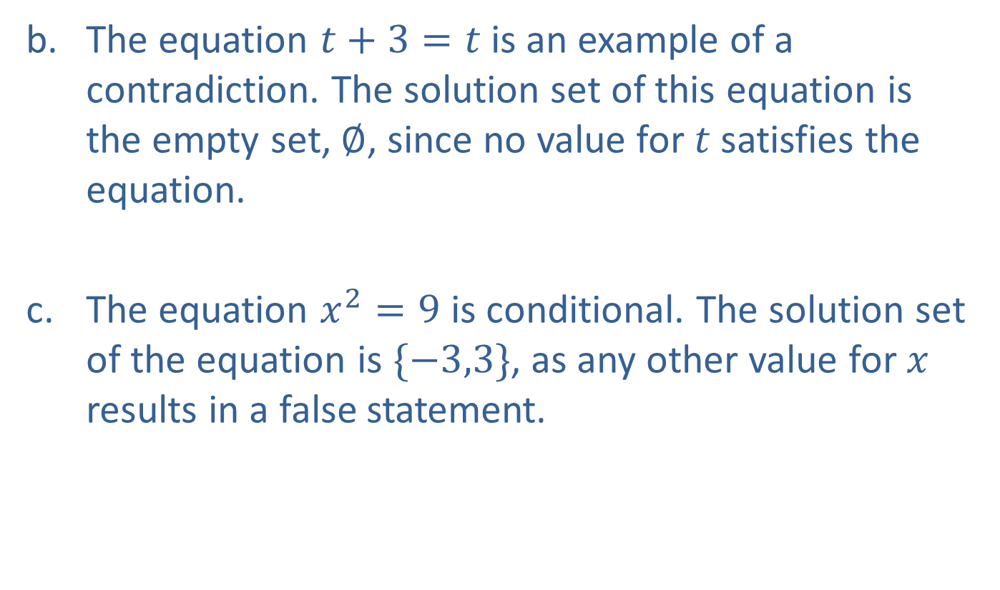 b. The equation t + 3 = t is an example of a
contradiction. The solution set of this equation is
the empty set, Ø, since no value for t satisfies the
equation.
c. The equation x² = 9 is conditional. The solution set
of the equation is {−3,3}, as any other value for x
results in a false statement.